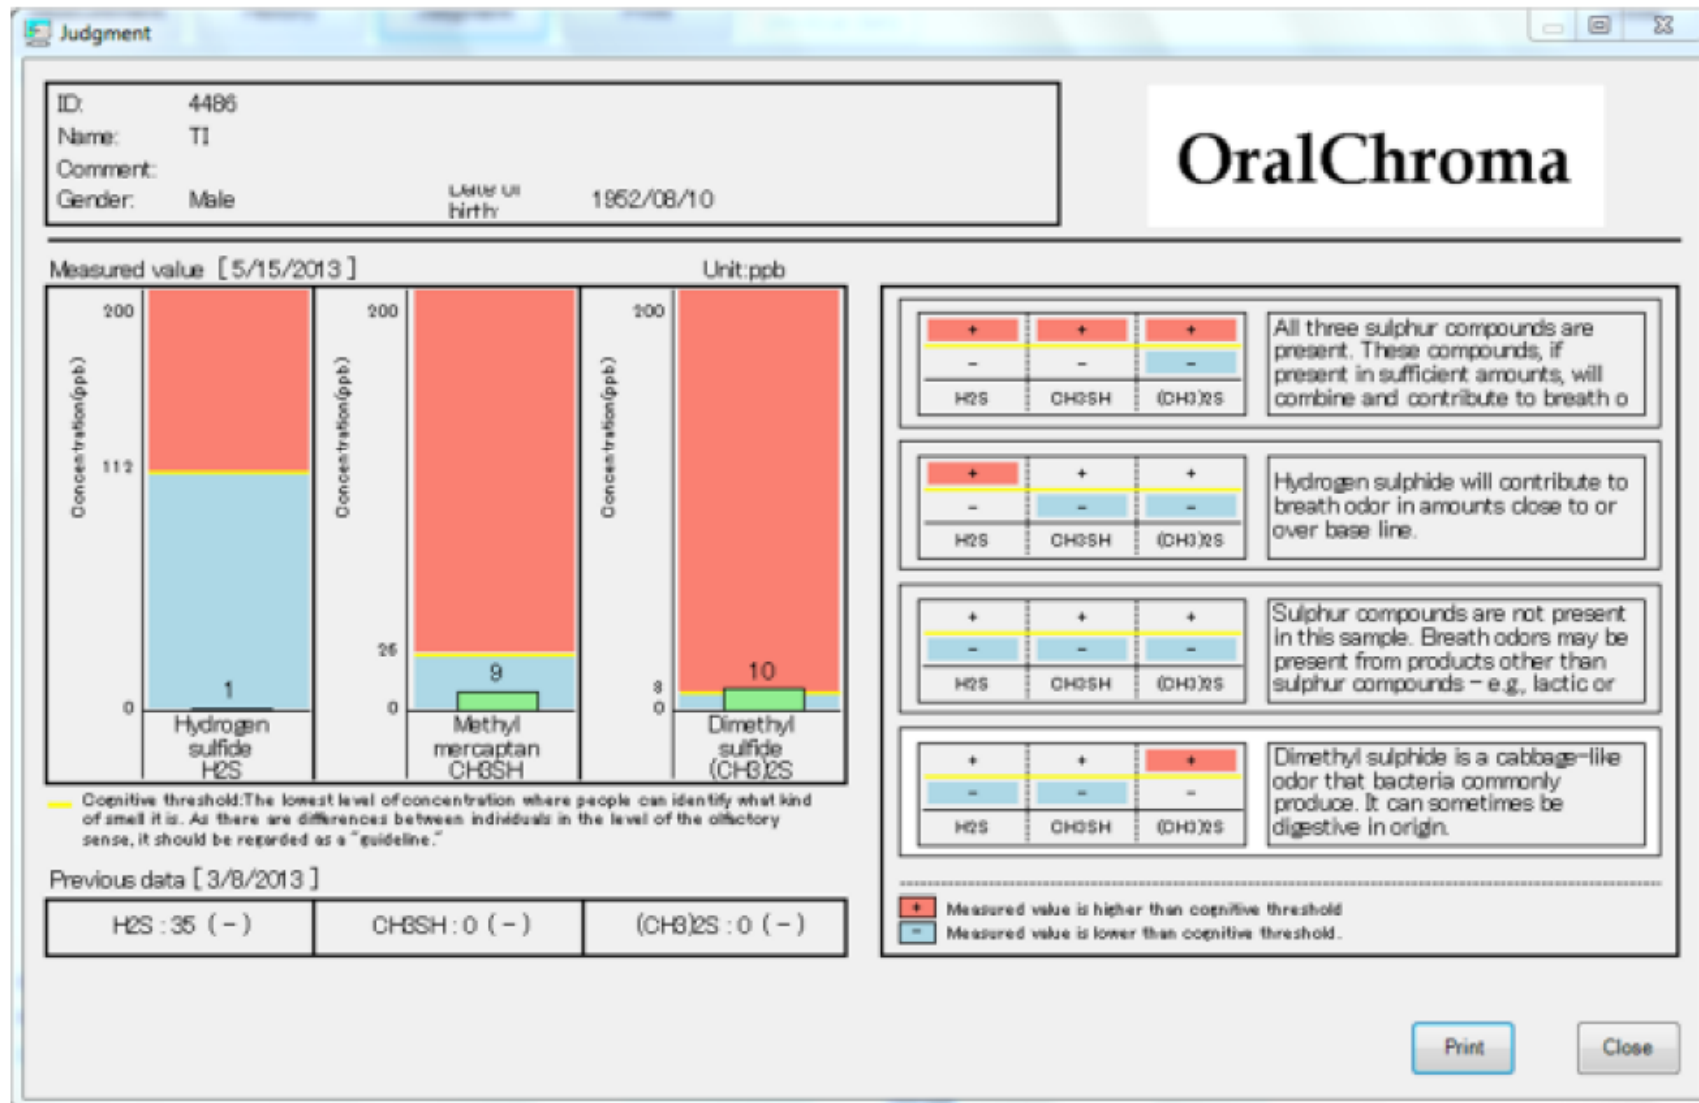 Judgment
ID: 4486
Name: TI
Comment:
Gender: Male Date of birth: 1952/08/10
OralChroma
Measured value [ 5/15/2013 ] Unit:ppb
200
Concentration(ppb)
112
0
1
Hydrogen
sulfide
H2S
200
Concentration(ppb)
26
0
9
Methyl
mercaptan
CH3SH
200
Concentration(ppb)
8
0
10
Dimethyl
sulfide
(CH3)2S
Cognitive threshold:The lowest level of concentration where people can identify what kind
of smell it is. As there are differences between individuals in the level of the olfactory
sense, it should be regarded as a "guideline."
Previous data [ 3/8/2013 ]
H2S : 35 ( - ) CH3SH : 0 ( - ) (CH3)2S : 0 ( - )
+ + +
- - -
H2S CH3SH (CH3)2S
All three sulphur compounds are
present. These compounds, if
present in sufficient amounts, will
combine and contribute to breath o
+ + +
- - -
H2S CH3SH (CH3)2S
Hydrogen sulphide will contribute to
breath odor in amounts close to or
over base line.
+ + +
- - -
H2S CH3SH (CH3)2S
Sulphur compounds are not present
in this sample. Breath odors may be
present from products other than
sulphur compounds - e.g., lactic or
+ + +
- - -
H2S CH3SH (CH3)2S
Dimethyl sulphide is a cabbage-like
odor that bacteria commonly
produce. It can sometimes be
digestive in origin.
+ Measured value is higher than cognitive threshold
- Measured value is lower than cognitive threshold.
Print Close